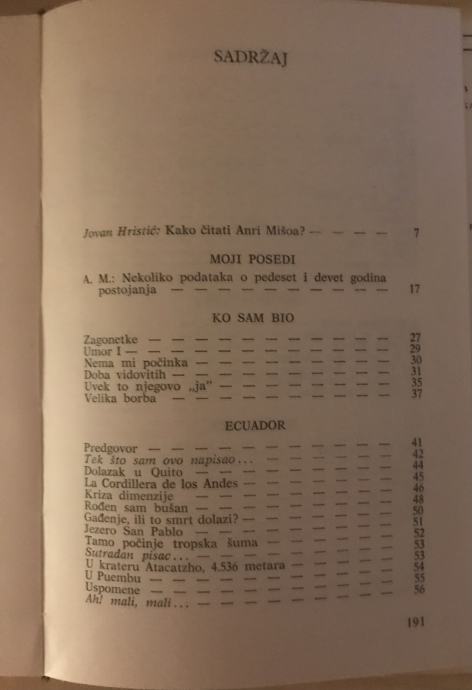 SADRŽAJ
Jovan Hristić: Kako čitati Anri Mišoa? — — — — 7
MOJI POSEDI
A. M.: Nekoliko podataka o pedeset i devet godina
postojanja — — — — — — — — — — 17
KO SAM BIO
Zagonetke — — — — — — — — — — — 27
Umor I — — — — — — — — — — — — 29
Nema mi počinka — — — — — — — — — 30
Doba vidovitih — — — — — — — — — — 31
Uvek to njegovo „ja” — — — — — — — — 35
Velika borba — — — — — — — — — — 37
ECUADOR
Predgovor — — — — — — — — — — — 41
Tek što sam ovo napisao... — — — — — — — 42
Dolazak u Quito — — — — — — — — — 44
La Cordillera de los Andes — — — — — — — 45
Kriza dimenzije — — — — — — — — — 46
Rođen sam bušan — — — — — — — — — 48
Gađenje, ili to smrt dolazi? — — — — — — — 50
Jezero San Pablo — — — — — — — — — 51
Tamo počinje tropska šuma — — — — — — 52
Sutradan pisac... — — — — — — — — — 53
U krateru Atacatzho, 4.536 metara — — — — — 53
U Puembu — — — — — — — — — — — 54
Uspomene — — — — — — — — — — — 55
Ah! mali, mali... — — — — — — — — — 56
191